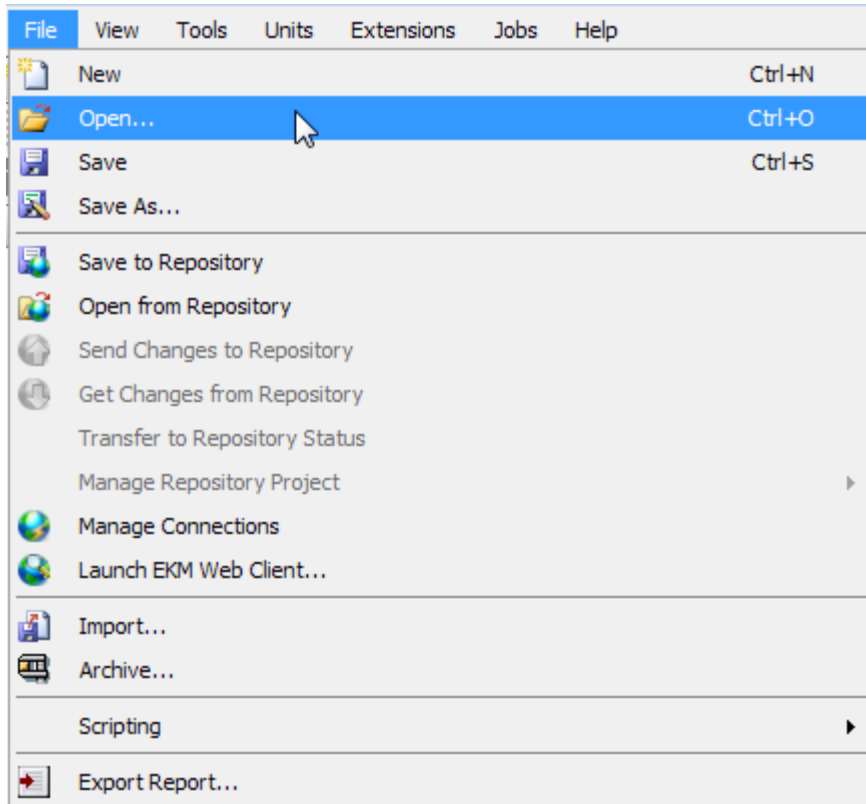 File View Tools Units Extensions Jobs Help
New Ctrl+N
Open... Ctrl+O
Save Ctrl+S
Save As...
Save to Repository
Open from Repository
Send Changes to Repository
Get Changes from Repository
Transfer to Repository Status
Manage Repository Project
Manage Connections
Launch EKM Web Client...
Import...
Archive...
Scripting
Export Report...